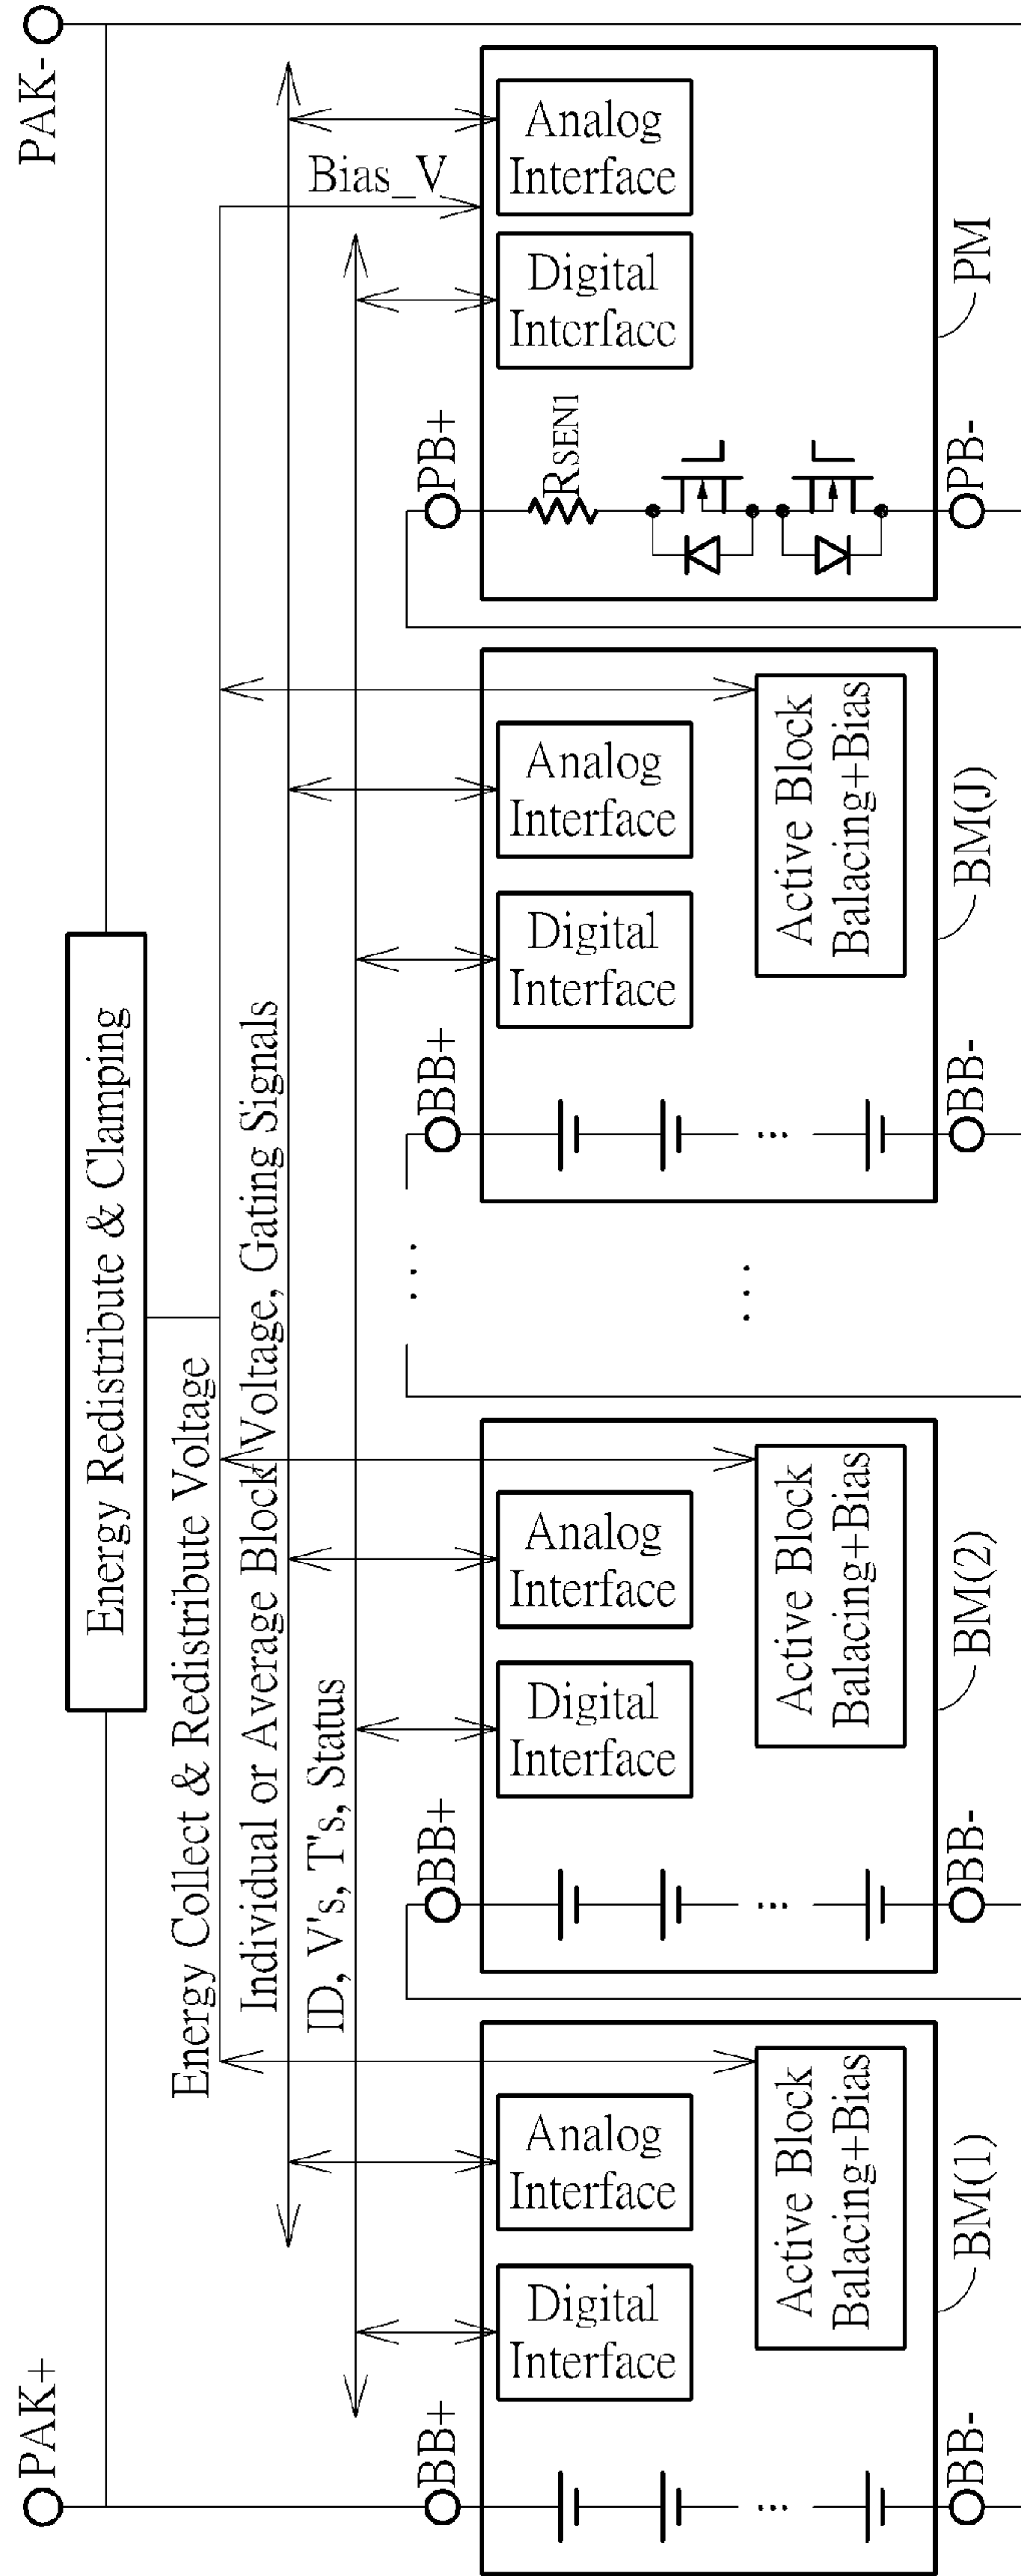 PAK+
PAK-
Energy Redistribute & Clamping
Energy Collect & Redistribute Voltage
Individual or Average Block Voltage, Gating Signals
ID, V's, T's, Status
Bias_V
BB+
Digital
Interface
Analog
Interface
Active Block
Balacing+Bias
...
BB-
BM(1)
BB+
Digital
Interface
Analog
Interface
Active Block
Balacing+Bias
...
BB-
BM(2)
...
...
BB+
Digital
Interface
Analog
Interface
Active Block
Balacing+Bias
...
BB-
BM(J)
PB+
RSEN1
Digital
Interface
Analog
Interface
PB-
PM